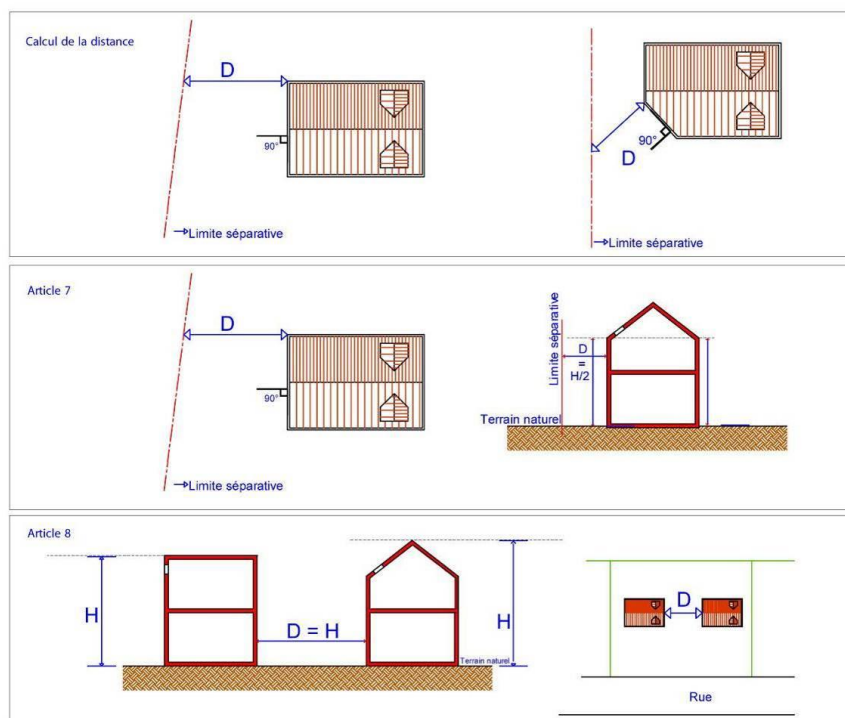 Calcul de la distance
D
90°
Limite séparative
D
90°
Limite séparative
Article 7
D
90°
Limite séparative
Limite séparative
D
=
H/2
Terrain naturel
Article 8
H
D = H
H
Terrain naturel
D
Rue